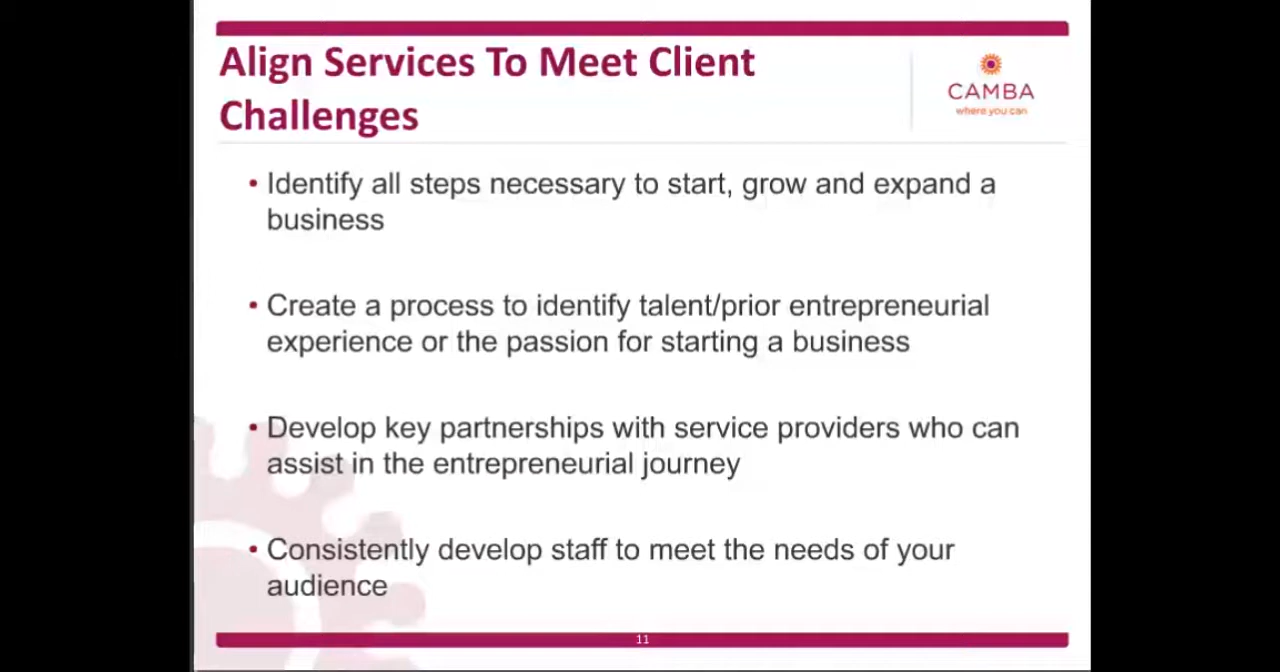 Align Services To Meet Client
Challenges
CAMBA
where you can
• Identify all steps necessary to start, grow and expand a
business
• Create a process to identify talent/prior entrepreneurial
experience or the passion for starting a business
• Develop key partnerships with service providers who can
assist in the entrepreneurial journey
• Consistently develop staff to meet the needs of your
audience
11